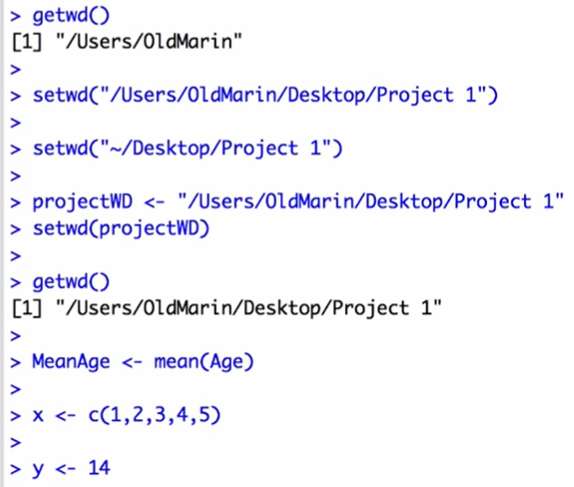 > getwd()
[1] "/Users/OldMarin"
>
> setwd("/Users/OldMarin/Desktop/Project 1")
>
> setwd("~/Desktop/Project 1")
>
> projectWD <- "/Users/OldMarin/Desktop/Project 1"
> setwd(projectWD)
>
> getwd()
[1] "/Users/OldMarin/Desktop/Project 1"
>
> MeanAge <- mean(Age)
>
> x <- c(1,2,3,4,5)
>
> y <- 14